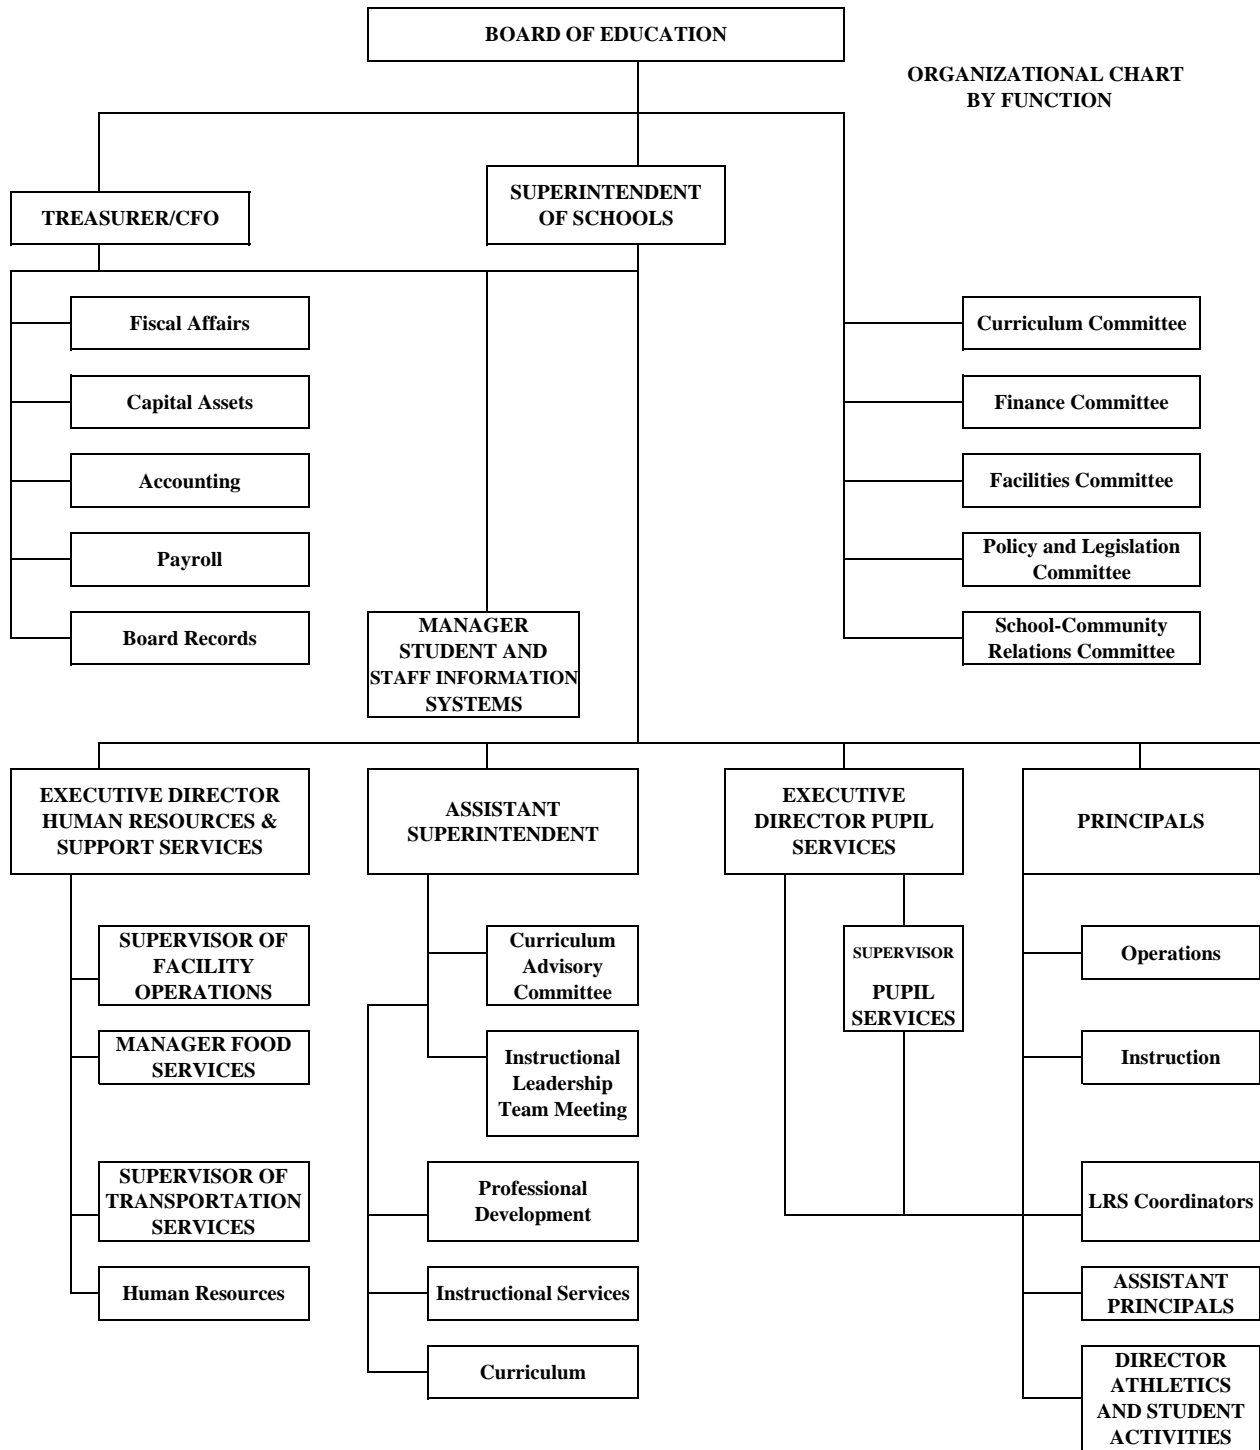 BOARD OF EDUCATION
ORGANIZATIONAL CHART
BY FUNCTION
SUPERINTENDENT
OF SCHOOLS
TREASURER/CFO
Fiscal Affairs
Capital Assets
Accounting
Payroll
Board Records
MANAGER
STUDENT AND
STAFF INFORMATION
SYSTEMS
Curriculum Committee
Finance Committee
Facilities Committee
Policy and Legislation
Committee
School-Community
Relations Committee
EXECUTIVE DIRECTOR
HUMAN RESOURCES &
SUPPORT SERVICES
ASSISTANT
SUPERINTENDENT
EXECUTIVE
DIRECTOR PUPIL
SERVICES
PRINCIPALS
SUPERVISOR OF
FACILITY
OPERATIONS
MANAGER FOOD
SERVICES
SUPERVISOR OF
TRANSPORTATION
SERVICES
Human Resources
Curriculum
Advisory
Committee
Instructional
Leadership
Team Meeting
Professional
Development
Instructional Services
Curriculum
SUPERVISOR
PUPIL
SERVICES
Operations
Instruction
LRS Coordinators
ASSISTANT
PRINCIPALS
DIRECTOR
ATHLETICS
AND STUDENT
ACTIVITIES